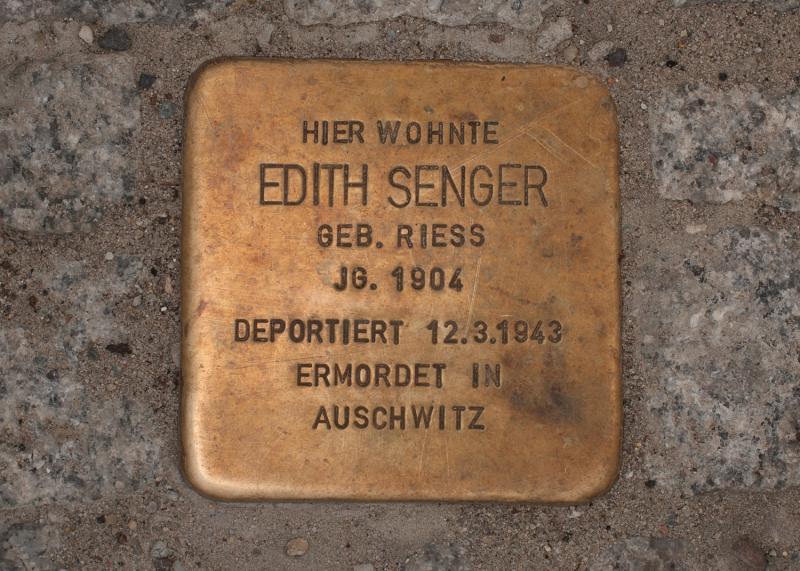 HIER WOHNTE
EDITH SENGER
GEB. RIESS
JG. 1904
DEPORTIERT 12.3.1943
ERMORDET IN
AUSCHWITZ